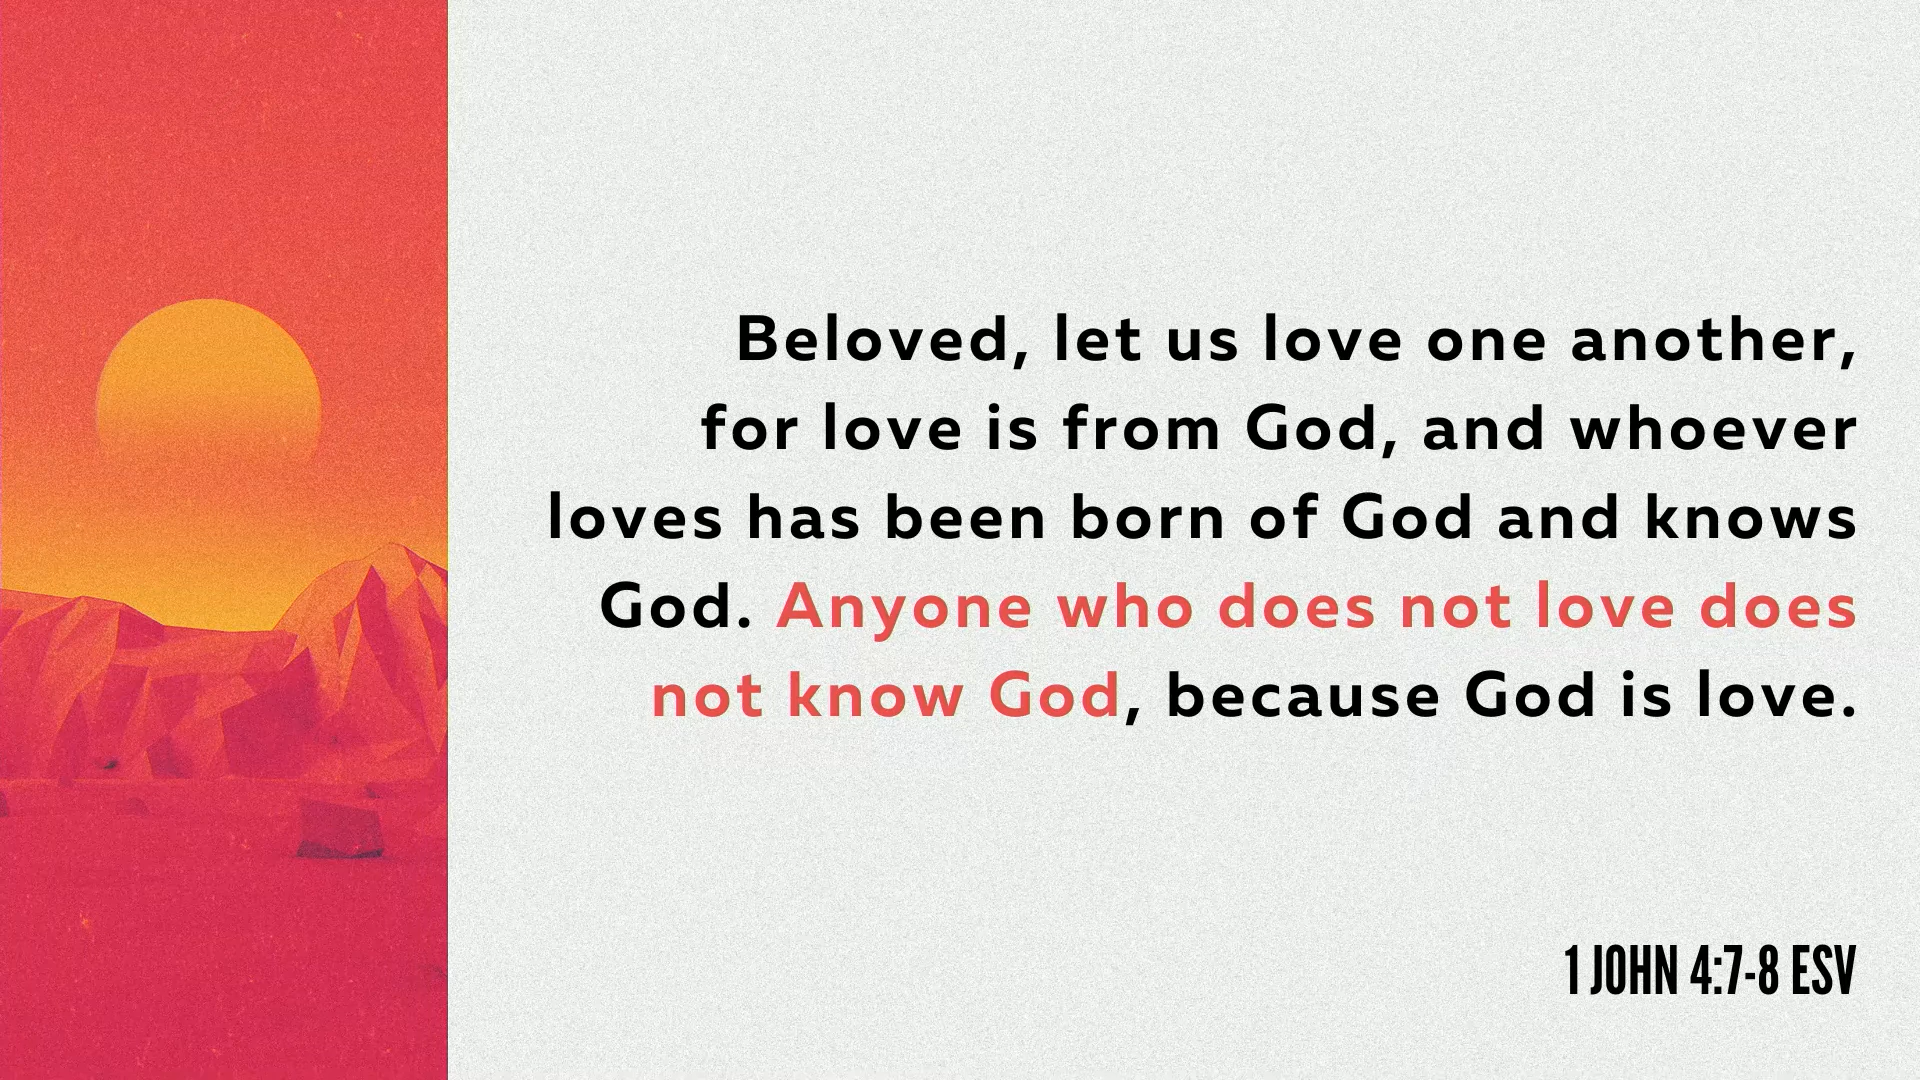 Beloved, let us love one another,
for love is from God, and whoever
loves has been born of God and knows
God. Anyone who does not love does
not know God, because God is love.
1 JOHN 4:7-8 ESV